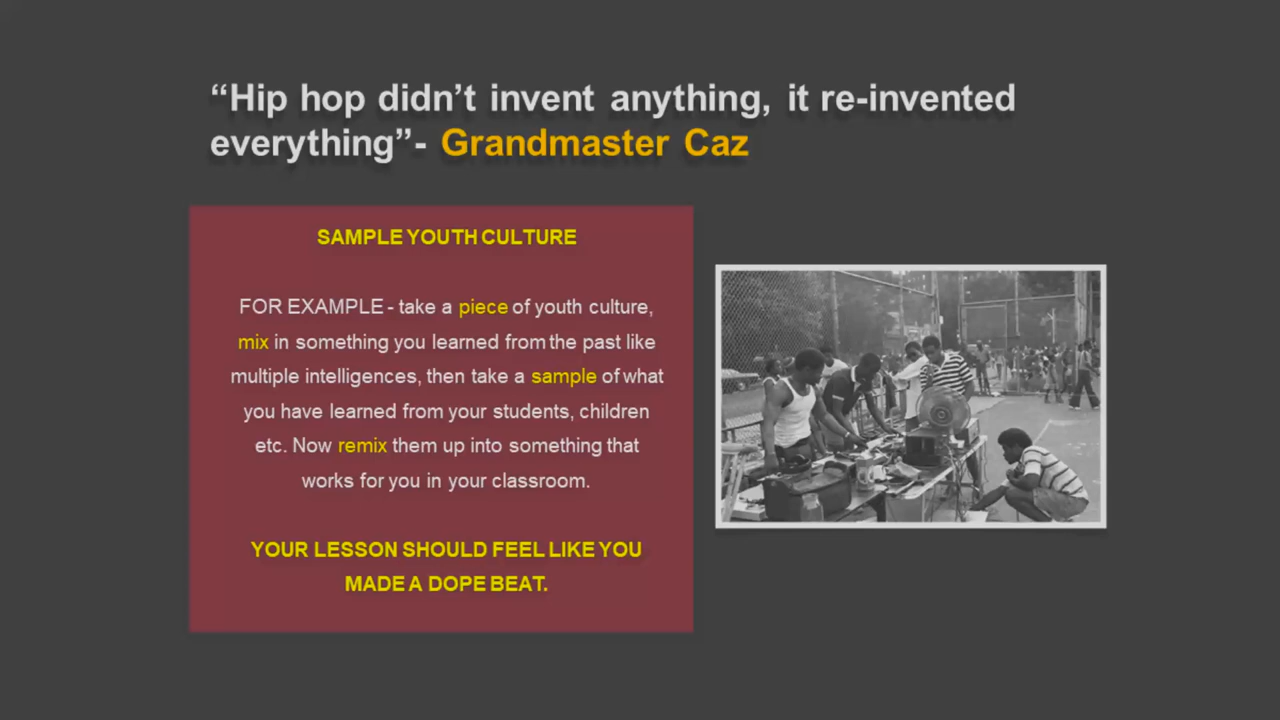 “Hip hop didn’t invent anything, it re-invented
everything”- Grandmaster Caz
SAMPLE YOUTH CULTURE
FOR EXAMPLE - take a piece of youth culture,
mix in something you learned from the past like
multiple intelligences, then take a sample of what
you have learned from your students, children
etc. Now remix them up into something that
works for you in your classroom.
YOUR LESSON SHOULD FEEL LIKE YOU
MADE A DOPE BEAT.